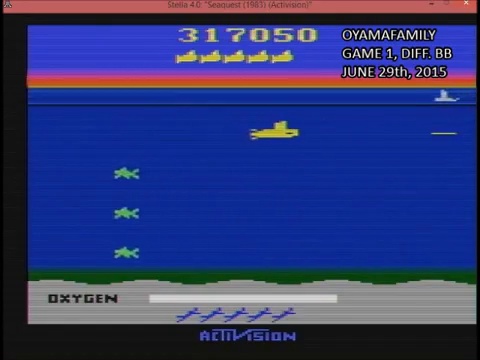 Stella 4.0: "Seaquest (1983) (Activision)"
317050
OYAMAFAMILY
GAME 1, DIFF. BB
JUNE 29th, 2015
OXYGEN
ACTIVISION